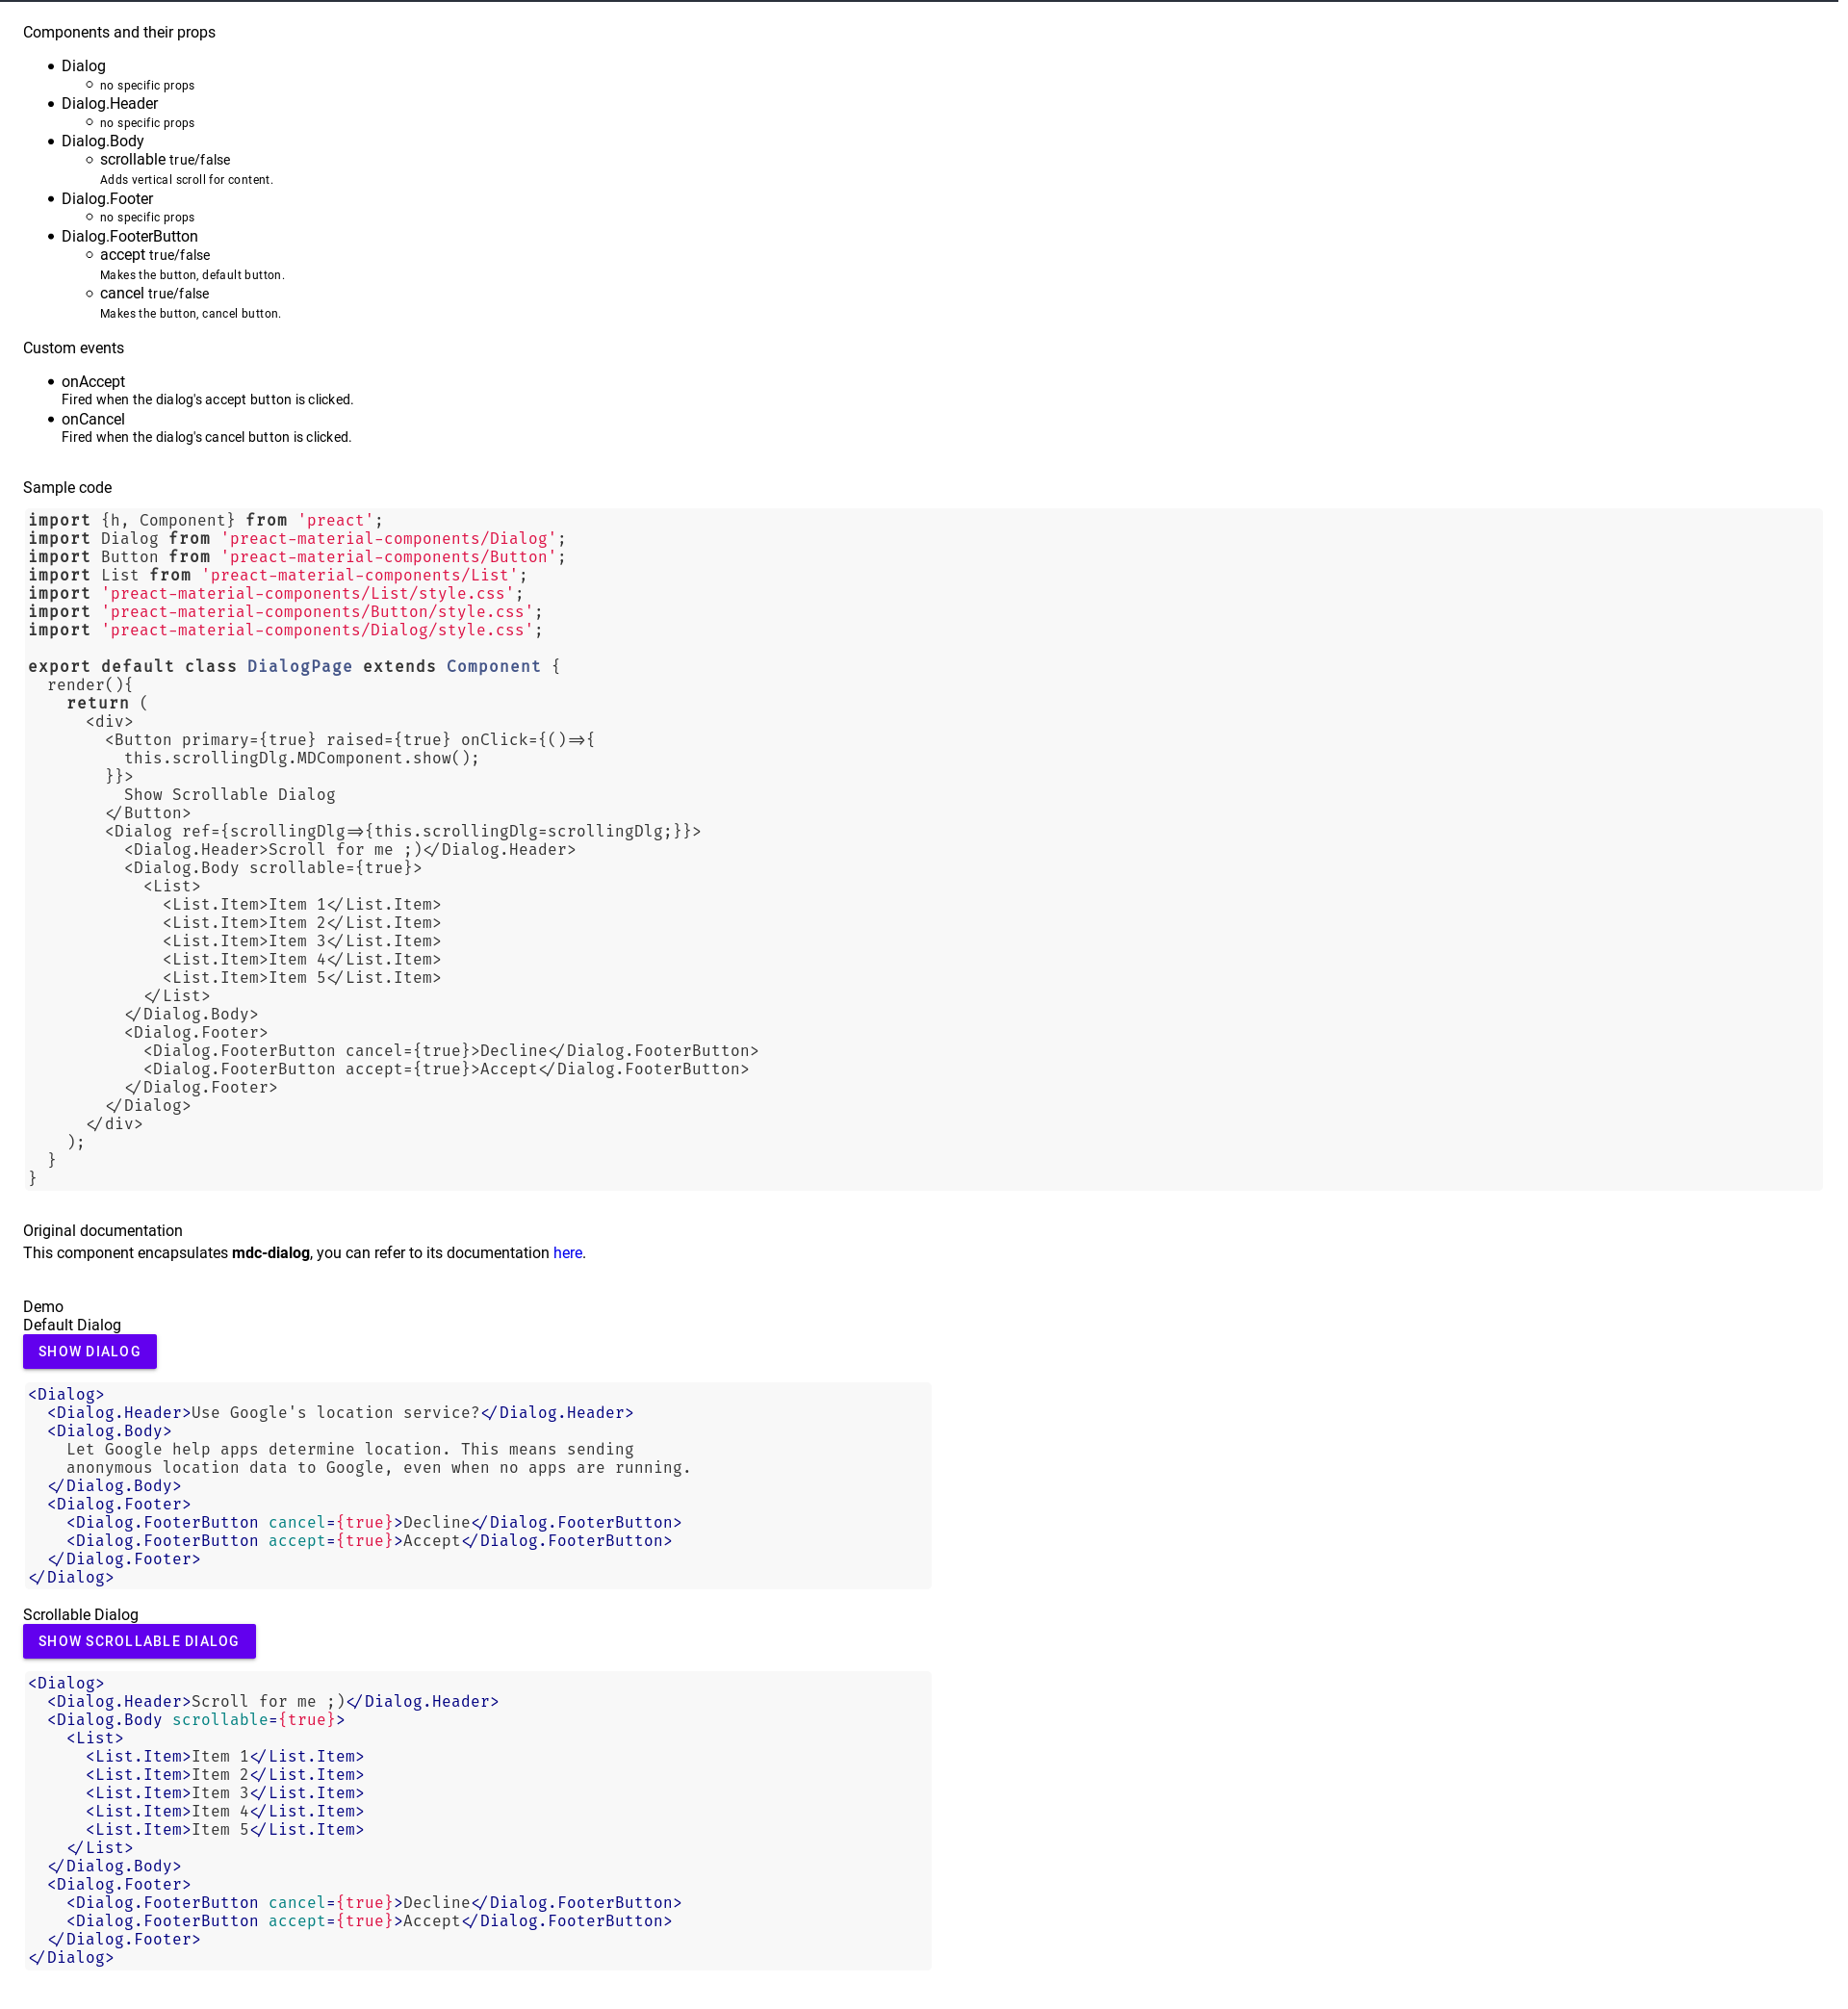 Components and their props
Dialog
no specific props
Dialog.Header
no specific props
Dialog.Body
scrollable true/false
Adds vertical scroll for content.
Dialog.Footer
no specific props
Dialog.FooterButton
accept true/false
Makes the button, default button.
cancel true/false
Makes the button, cancel button.
Custom events
onAccept
Fired when the dialog's accept button is clicked.
onCancel
Fired when the dialog's cancel button is clicked.
Sample code
import {h, Component} from 'preact';
import Dialog from 'preact-material-components/Dialog';
import Button from 'preact-material-components/Button';
import List from 'preact-material-components/List';
import 'preact-material-components/List/style.css';
import 'preact-material-components/Button/style.css';
import 'preact-material-components/Dialog/style.css';
export default class DialogPage extends Component {
  render(){
    return (
      <div>
        <Button primary={true} raised={true} onClick={()=>{
          this.scrollingDlg.MDComponent.show();
        }}>
          Show Scrollable Dialog
        </Button>
        <Dialog ref={scrollingDlg=>{this.scrollingDlg=scrollingDlg;}}>
          <Dialog.Header>Scroll for me ;)</Dialog.Header>
          <Dialog.Body scrollable={true}>
            <List>
              <List.Item>Item 1</List.Item>
              <List.Item>Item 2</List.Item>
              <List.Item>Item 3</List.Item>
              <List.Item>Item 4</List.Item>
              <List.Item>Item 5</List.Item>
            </List>
          </Dialog.Body>
          <Dialog.Footer>
            <Dialog.FooterButton cancel={true}>Decline</Dialog.FooterButton>
            <Dialog.FooterButton accept={true}>Accept</Dialog.FooterButton>
          </Dialog.Footer>
        </Dialog>
      </div>
    );
  }
}
Original documentation
This component encapsulates mdc-dialog, you can refer to its documentation here.
Demo
Default Dialog
SHOW DIALOG
<Dialog>
  <Dialog.Header>Use Google's location service?</Dialog.Header>
  <Dialog.Body>
    Let Google help apps determine location. This means sending
    anonymous location data to Google, even when no apps are running.
  </Dialog.Body>
  <Dialog.Footer>
    <Dialog.FooterButton cancel={true}>Decline</Dialog.FooterButton>
    <Dialog.FooterButton accept={true}>Accept</Dialog.FooterButton>
  </Dialog.Footer>
</Dialog>
Scrollable Dialog
SHOW SCROLLABLE DIALOG
<Dialog>
  <Dialog.Header>Scroll for me ;)</Dialog.Header>
  <Dialog.Body scrollable={true}>
    <List>
      <List.Item>Item 1</List.Item>
      <List.Item>Item 2</List.Item>
      <List.Item>Item 3</List.Item>
      <List.Item>Item 4</List.Item>
      <List.Item>Item 5</List.Item>
    </List>
  </Dialog.Body>
  <Dialog.Footer>
    <Dialog.FooterButton cancel={true}>Decline</Dialog.FooterButton>
    <Dialog.FooterButton accept={true}>Accept</Dialog.FooterButton>
  </Dialog.Footer>
</Dialog>